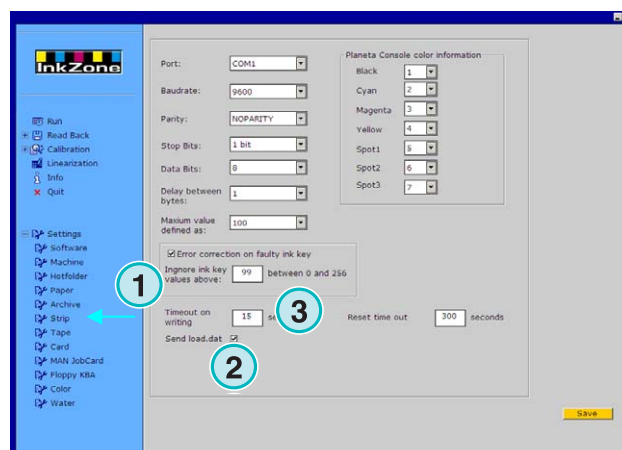 InkZone
Run
Read Back
Calibration
Linearization
Info
Quit
Settings
Software
Machine
Hotfolder
Paper
Archive
Strip
Tape
Card
MAN JobCard
Floppy KBA
Color
Water
Port: COM1
Baudrate: 9600
Parity: NOPARITY
Stop Bits: 1 bit
Data Bits: 8
Delay between bytes: 1
Maxium value defined as: 100
Planeta Console color information
Black 1
Cyan 2
Magenta 3
Yellow 4
Spot1 5
Spot2 6
Spot3 7
Error correction on faulty ink key
Ingnore ink key values above: 99 between 0 and 256
Timeout on writing 15
Reset time out 300 seconds
Send load.dat
1
3
2
Save